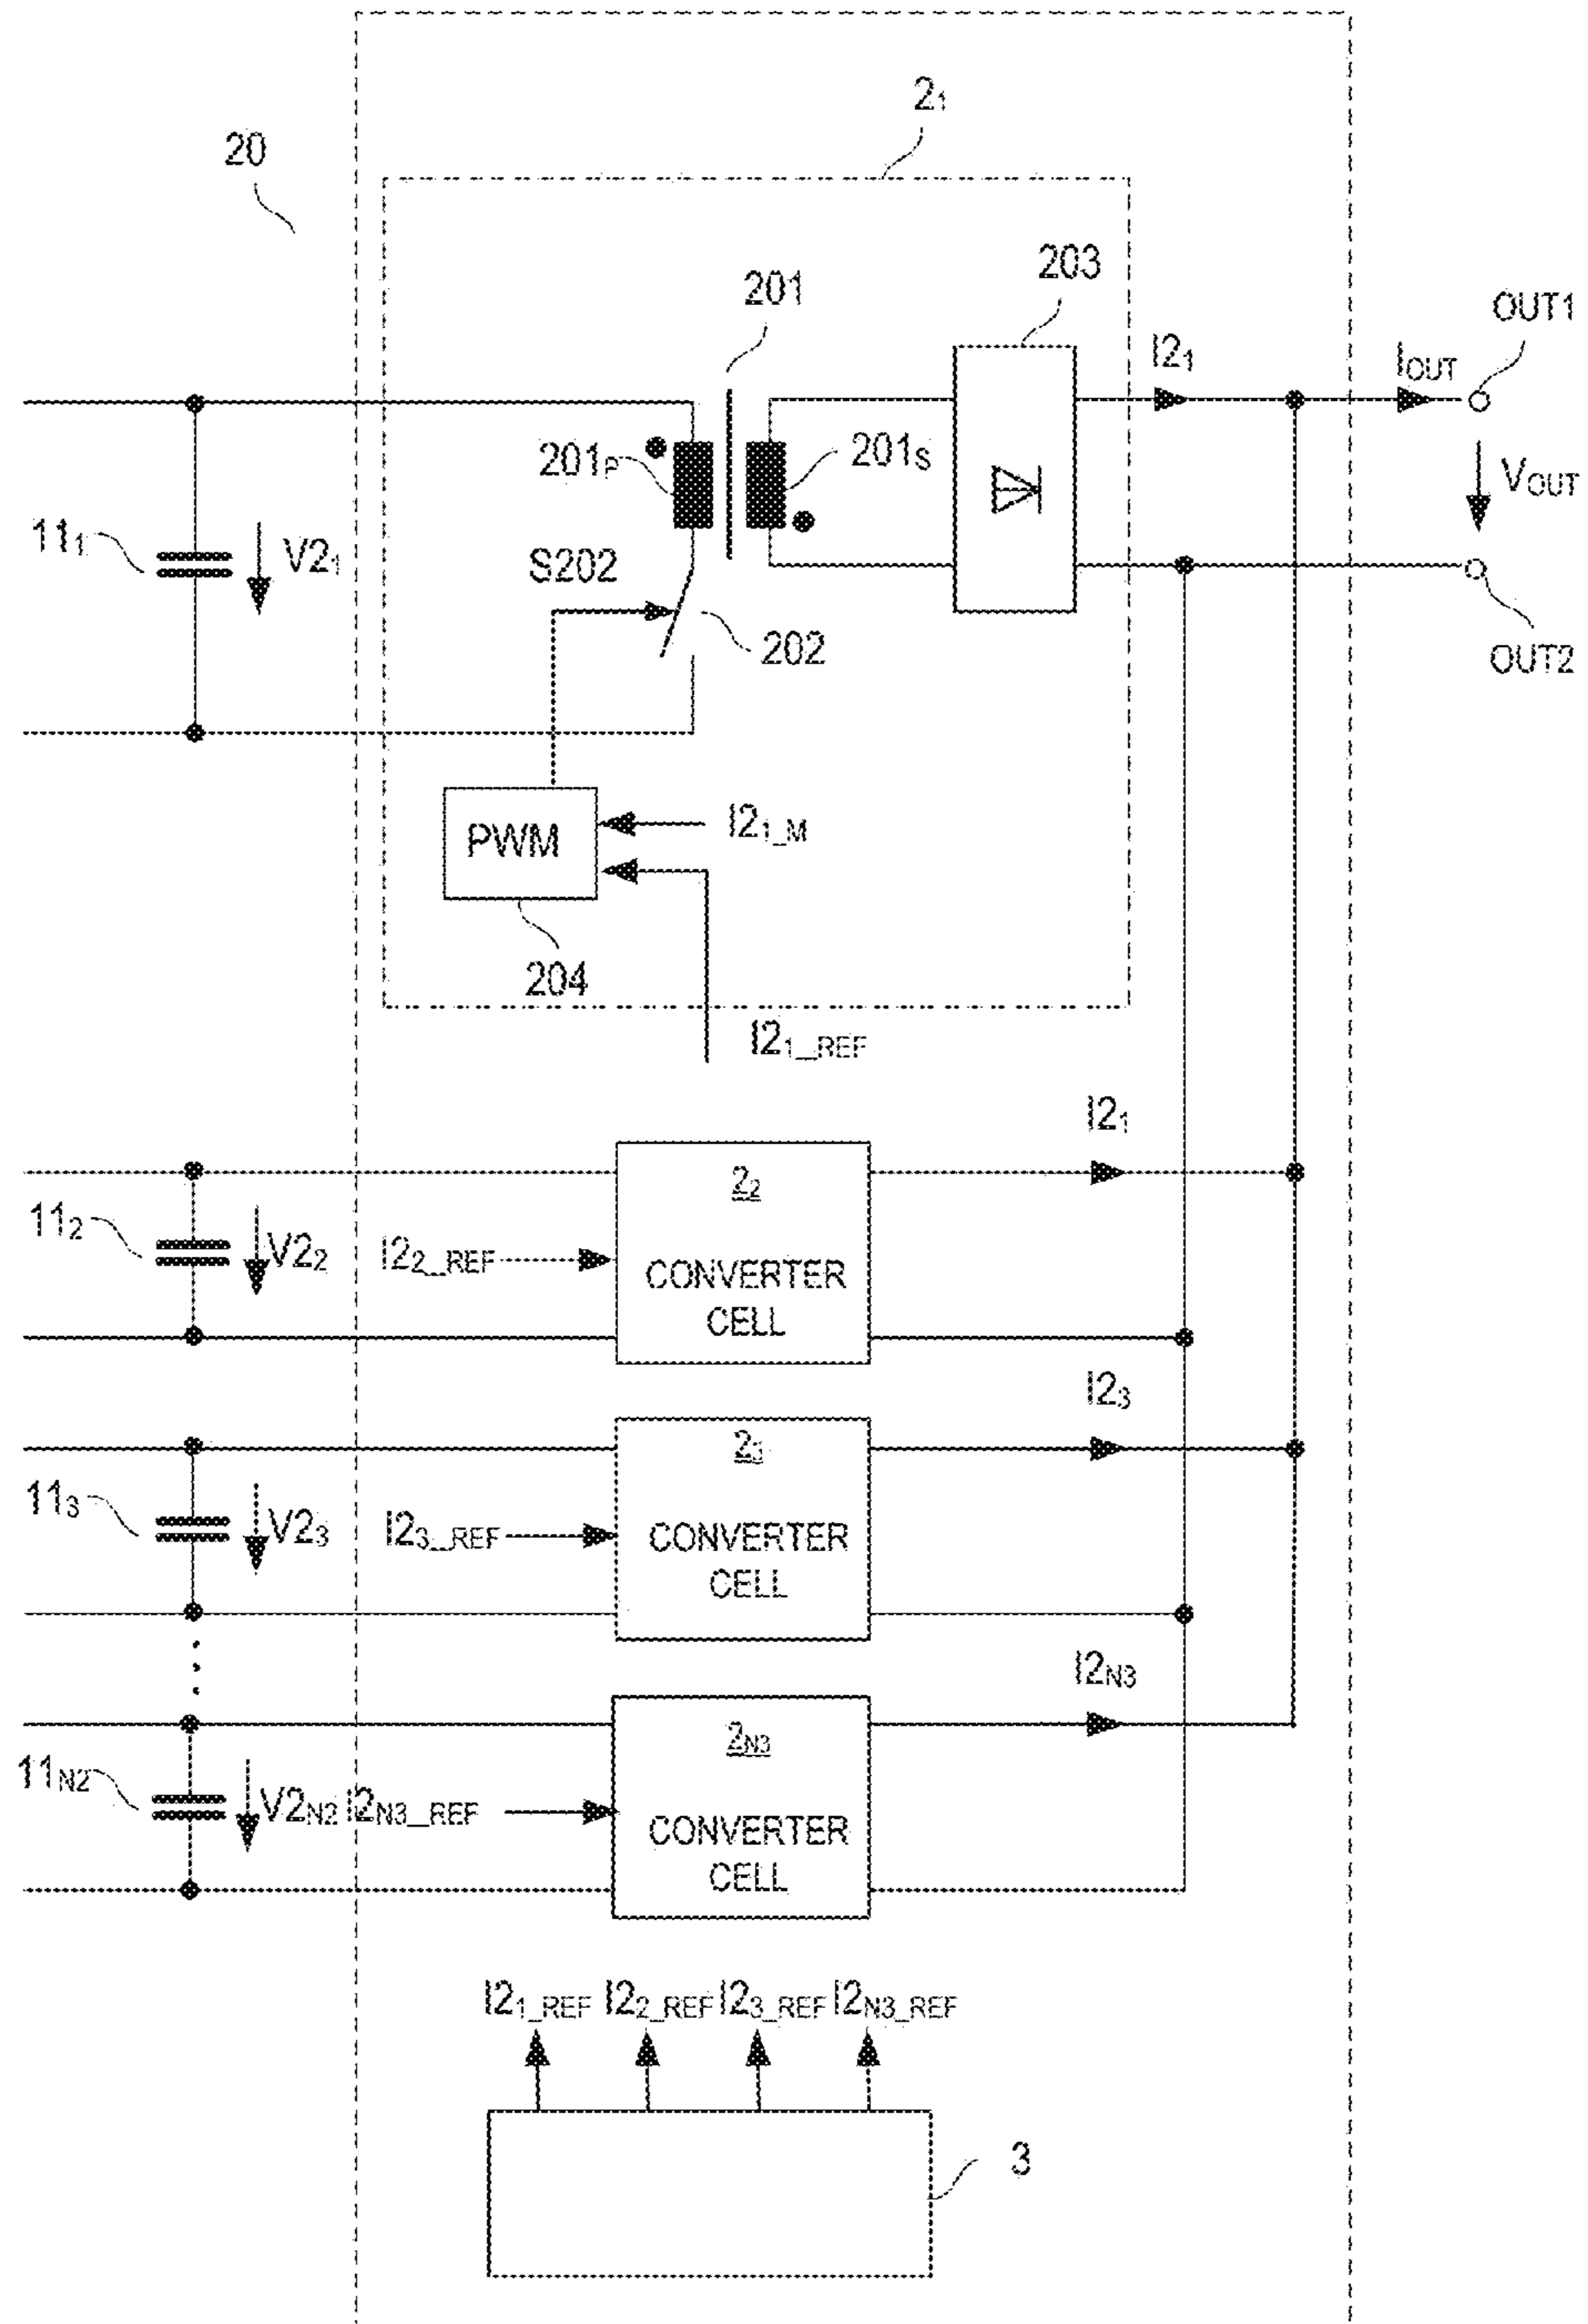 2₁
20
203
201
OUT1
I2₁
I_OUT
201_P
201_S
V_OUT
11₁
V2₁
S202
202
OUT2
PWM
I2₁_M
204
I2₁_REF
I2₁
2₂
11₂
V2₂
I2₂_REF
CONVERTER
CELL
I2₃
2₃
11₃
V2₃
I2₃_REF
CONVERTER
CELL
I2_N3
2_N3
11_N2
V2_N2 I2_N3_REF
CONVERTER
CELL
I2₁_REF I2₂_REF I2₃_REF I2_N3_REF
3